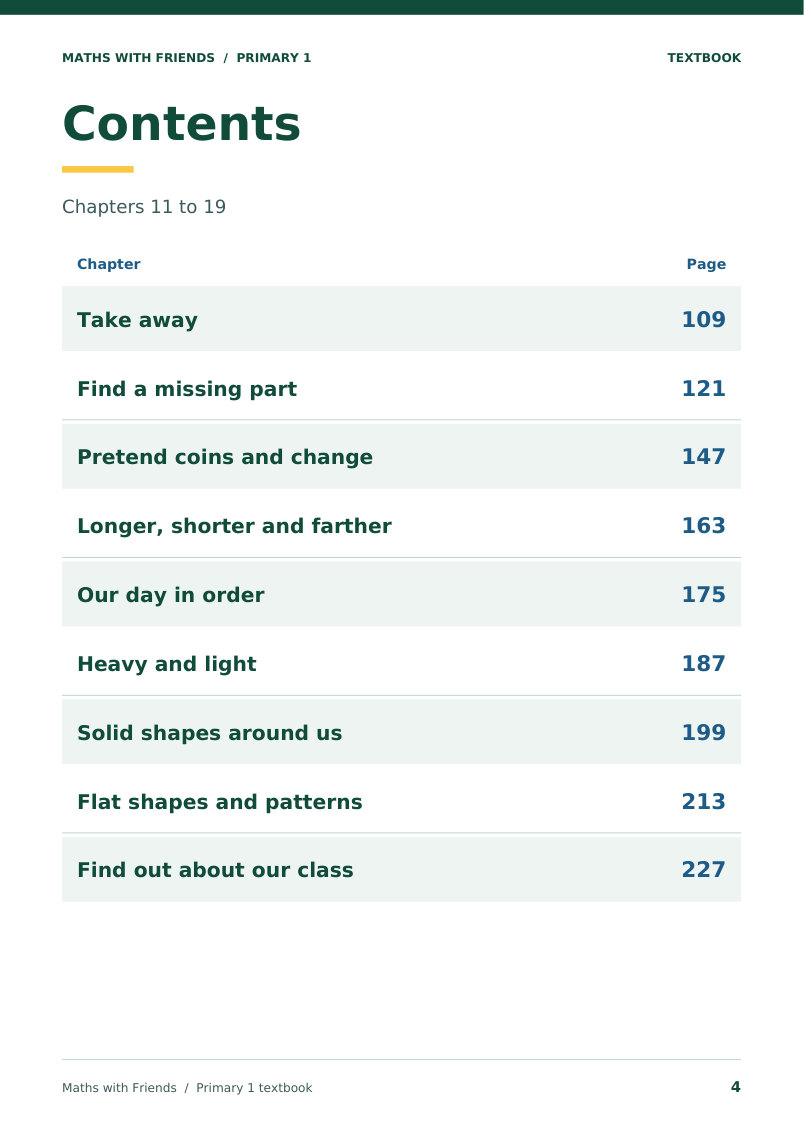 MATHS WITH FRIENDS / PRIMARY 1 TEXTBOOK
Contents
Chapters 11 to 19
Chapter Page
Take away 109
Find a missing part 121
Pretend coins and change 147
Longer, shorter and farther 163
Our day in order 175
Heavy and light 187
Solid shapes around us 199
Flat shapes and patterns 213
Find out about our class 227
Maths with Friends / Primary 1 textbook 4